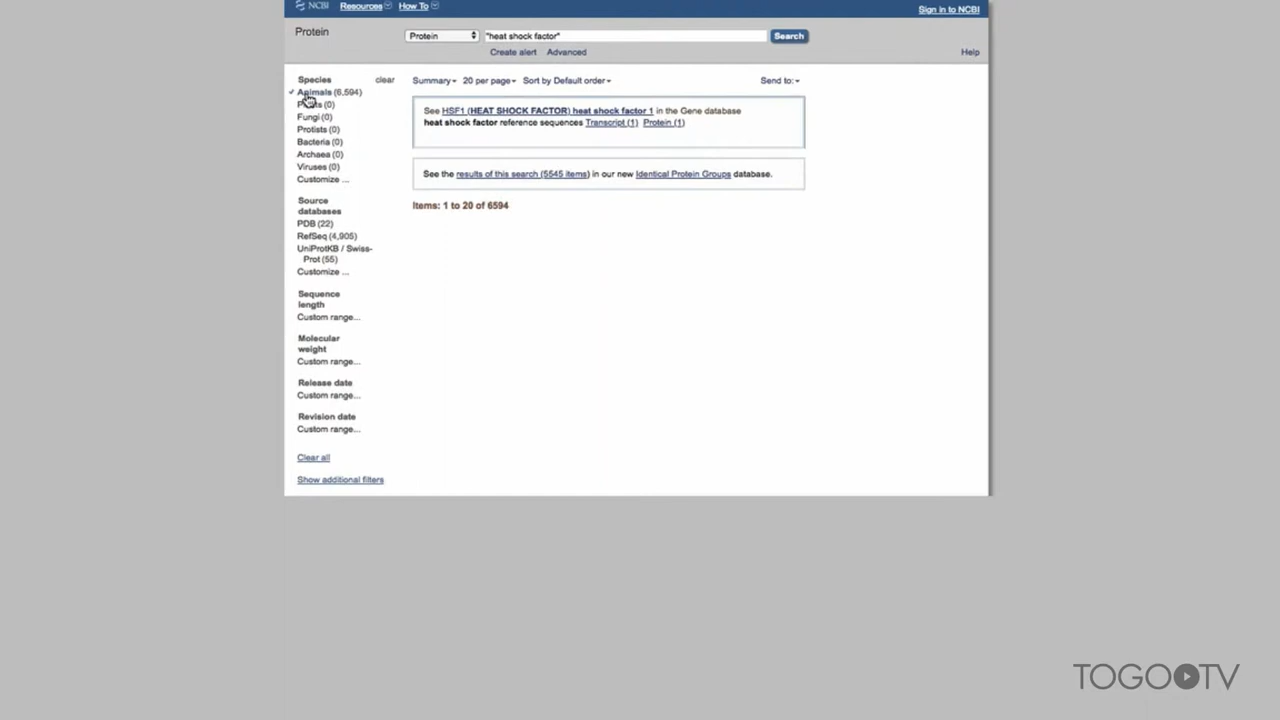 NCBI Resources How To Sign in to NCBI
Protein
Protein "heat shock factor" Search
Create alert Advanced Help
Species clear
Animals (6,594)
(0)
Fungi (0)
Protists (0)
Bacteria (0)
Archaea (0)
Viruses (0)
Customize ...
Source
databases
PDB (22)
RefSeq (4,905)
UniProtKB / Swiss-
Prot (55)
Customize ...
Sequence
length
Custom range...
Molecular
weight
Custom range...
Release date
Custom range...
Revision date
Custom range...
Clear all
Show additional filters
Summary 20 per page Sort by Default order Send to:
See HSF1 (HEAT SHOCK FACTOR) heat shock factor 1 in the Gene database
heat shock factor reference sequences Transcript (1) Protein (1)
See the results of this search (5545 items) in our new Identical Protein Groups database.
Items: 1 to 20 of 6594
TOGO TV